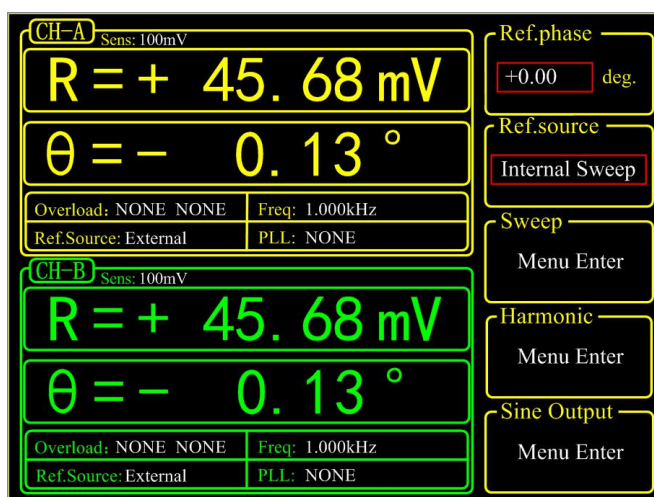 CH-A Sens: 100mV
R = + 45. 68 mV
θ = - 0. 13 °
Overload: NONE NONE Freq: 1.000kHz
Ref.Source: External PLL: NONE
CH-B Sens: 100mV
R = + 45. 68 mV
θ = - 0. 13 °
Overload: NONE NONE Freq: 1.000kHz
Ref.Source: External PLL: NONE
Ref.phase
+0.00 deg.
Ref.source
Internal Sweep
Sweep
Menu Enter
Harmonic
Menu Enter
Sine Output
Menu Enter